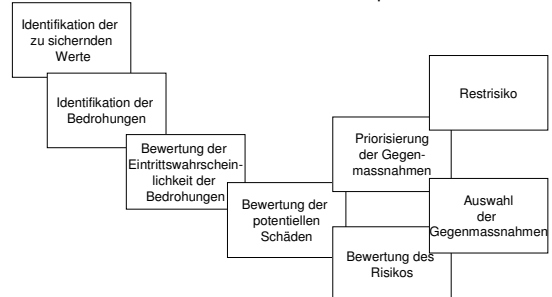 Identifikation der
zu sichernden
Werte
Identifikation der
Bedrohungen
Bewertung der
Eintrittswahrschein-
lichkeit der
Bedrohungen
Bewertung der
potentiellen
Schäden
Bewertung des
Risikos
Priorisierung
der Gegen-
massnahmen
Auswahl
der
Gegenmassnahmen
Restrisiko